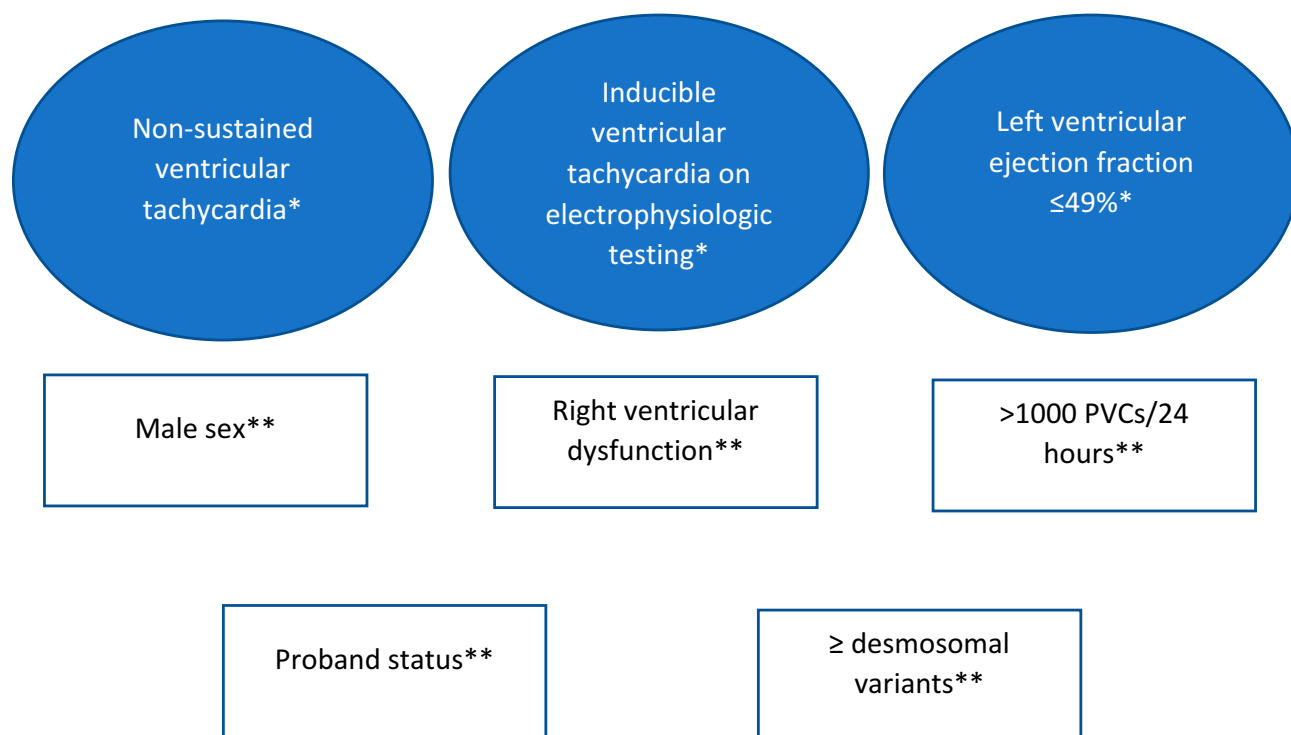 Non-sustained
ventricular
tachycardia*
Inducible
ventricular
tachycardia on
electrophysiologic
testing*
Left ventricular
ejection fraction
≤49%*
Male sex**
Right ventricular
dysfunction**
>1000 PVCs/24
hours**
Proband status**
≥ desmosomal
variants**